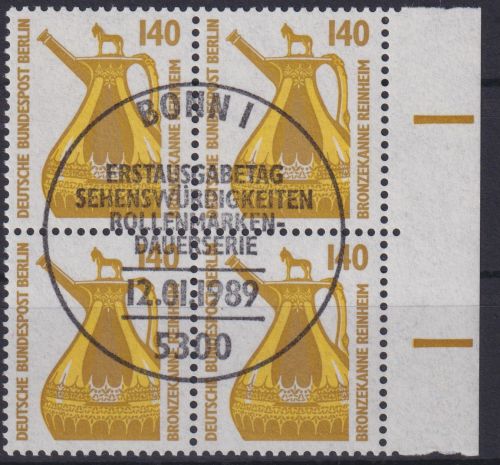 140
DEUTSCHE BUNDESPOST BERLIN
BRONZEKANNE REINHEIM
140
DEUTSCHE BUNDESPOST BERLIN
BRONZEKANNE REINHEIM
BONN 1
ERSTAUSGABETAG
SEHENSWÜRDIGKEITEN
ROLLENMARKEN-
DAUERSERIE
12.01.1989
5300
140
DEUTSCHE BUNDESPOST BERLIN
BRONZEKANNE REINHEIM
140
DEUTSCHE BUNDESPOST BERLIN
BRONZEKANNE REINHEIM